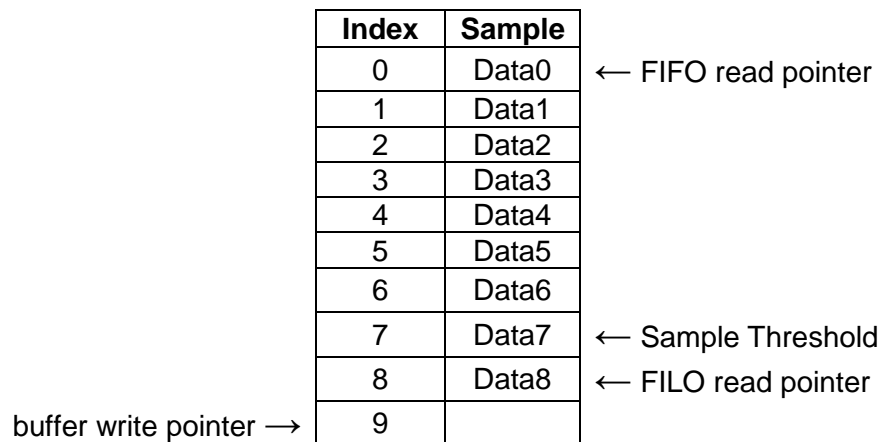 Index Sample
0 Data0 ← FIFO read pointer
1 Data1
2 Data2
3 Data3
4 Data4
5 Data5
6 Data6
7 Data7 ← Sample Threshold
8 Data8 ← FILO read pointer
buffer write pointer → 9